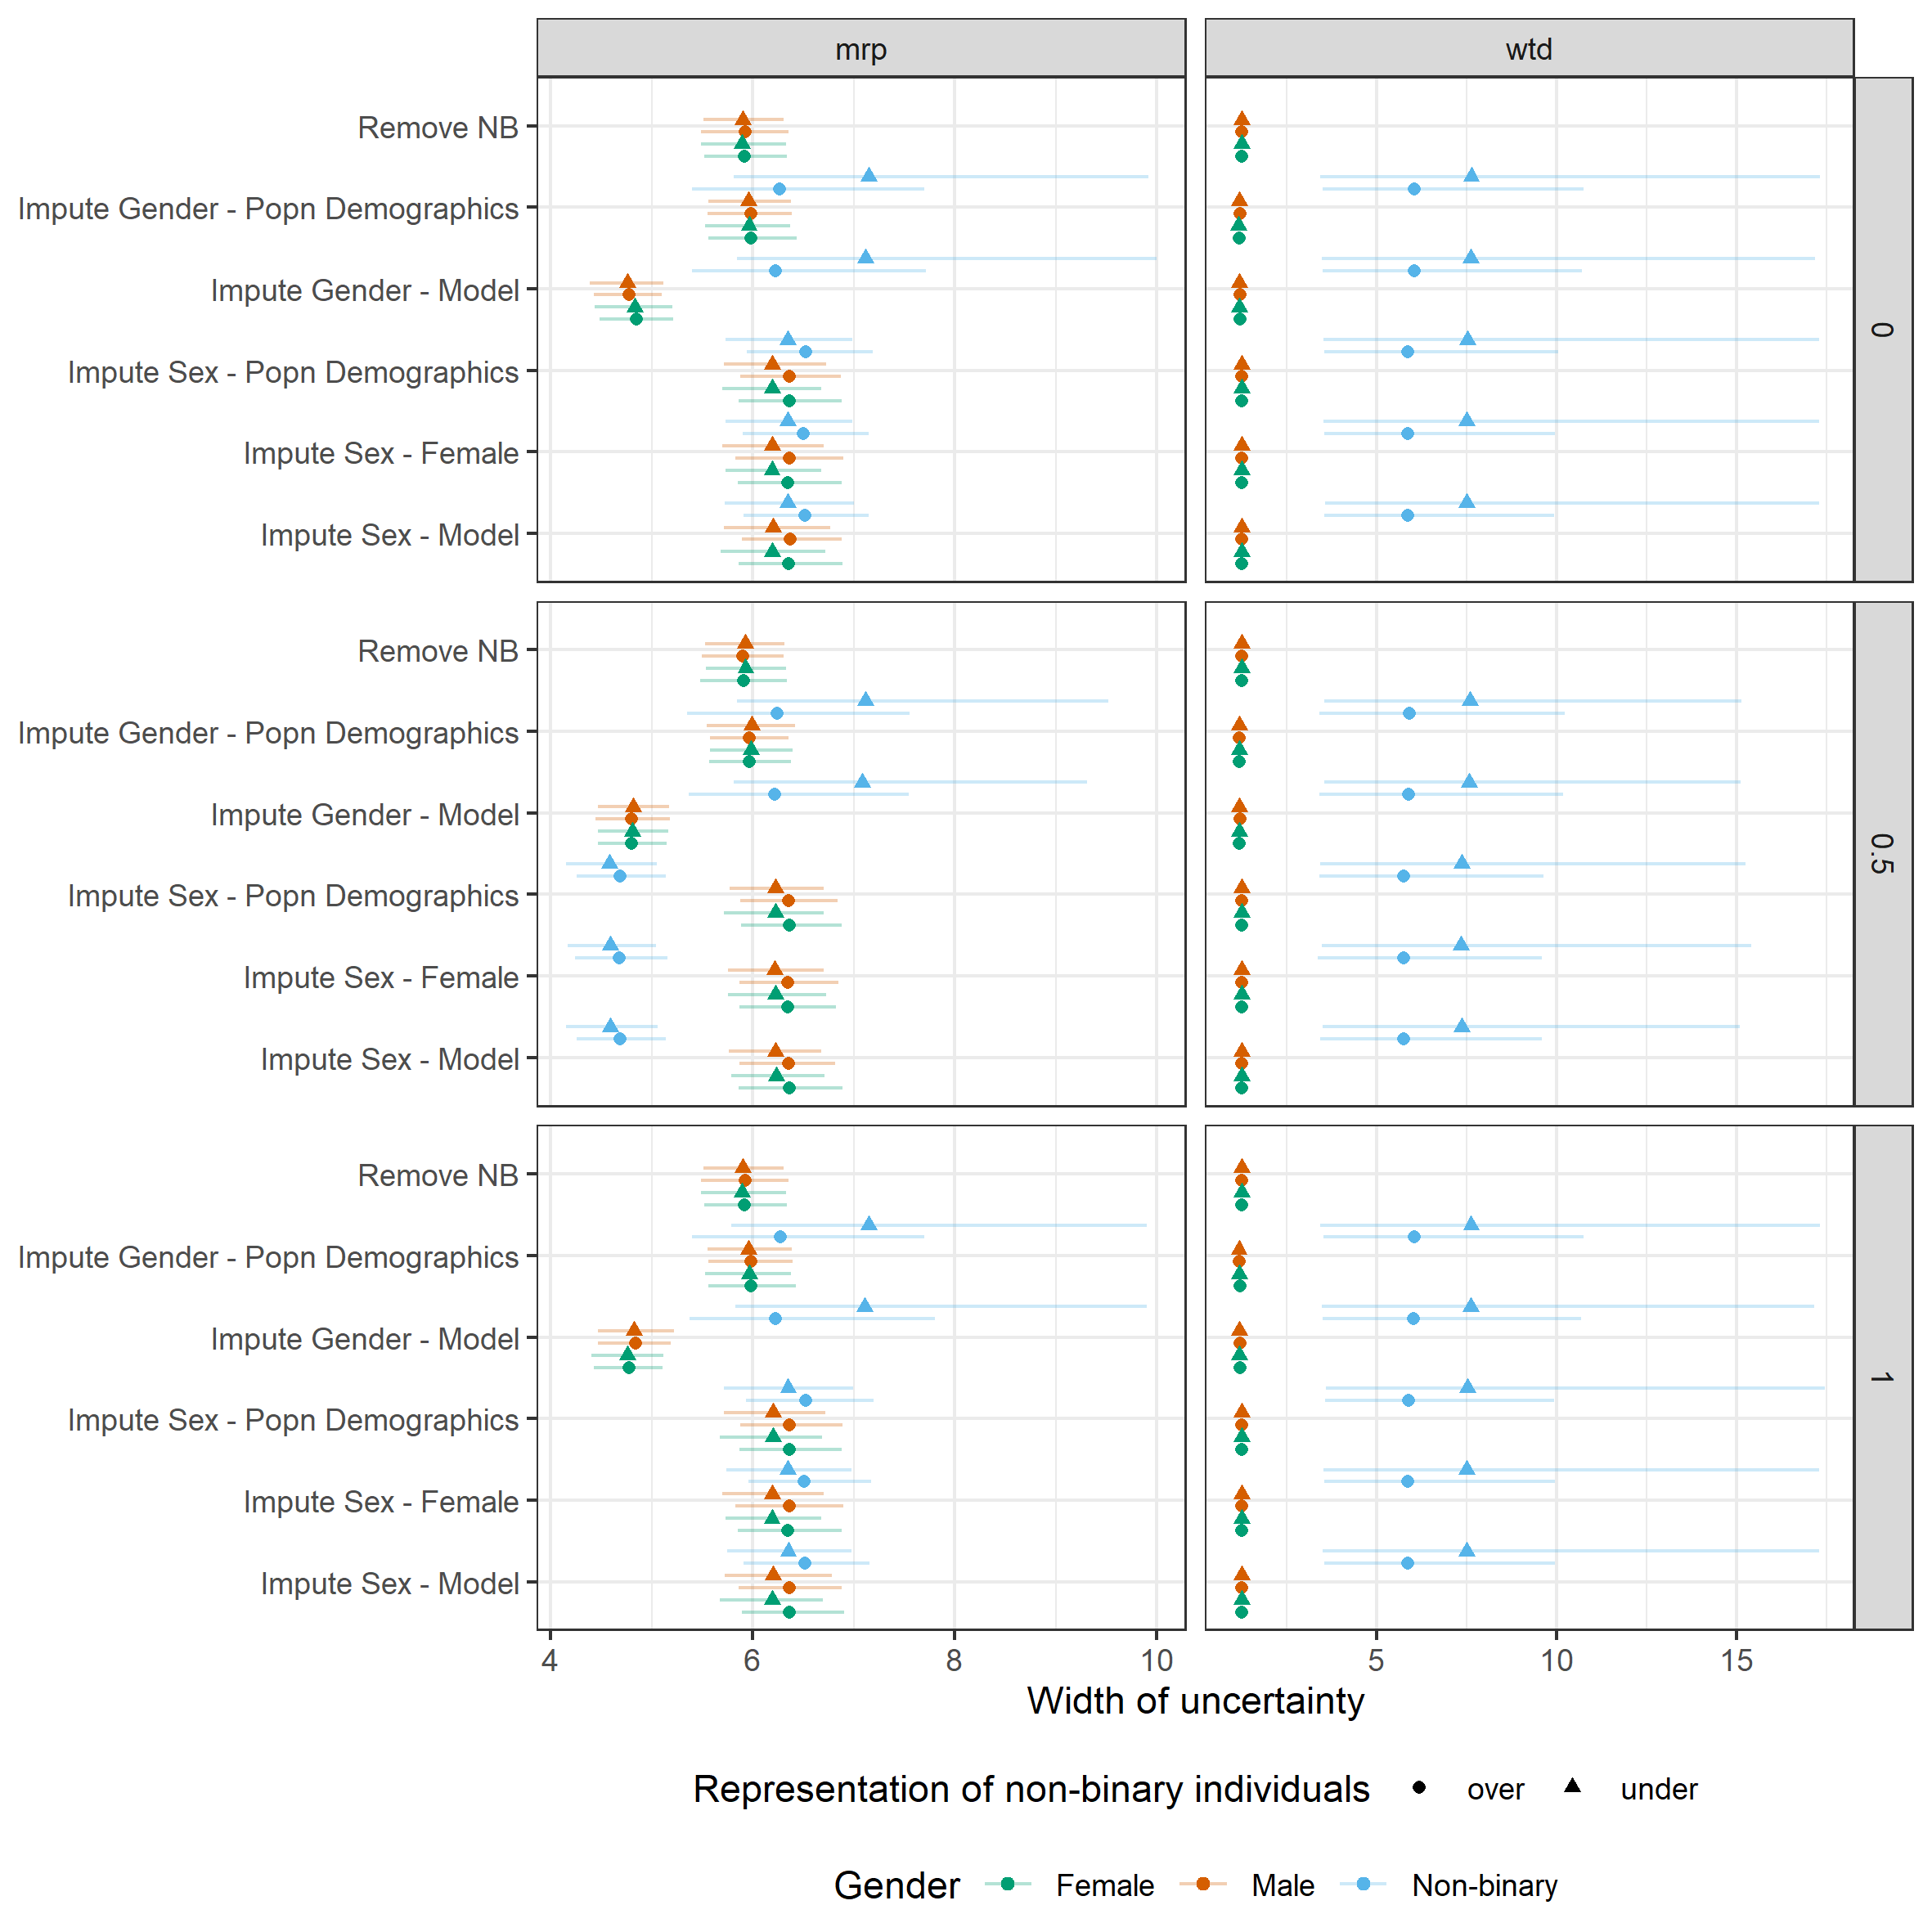 mrp wtd
Remove NB
Impute Gender - Popn Demographics
Impute Gender - Model
Impute Sex - Popn Demographics
Impute Sex - Female
Impute Sex - Model
0
Remove NB
Impute Gender - Popn Demographics
Impute Gender - Model
Impute Sex - Popn Demographics
Impute Sex - Female
Impute Sex - Model
0.5
Remove NB
Impute Gender - Popn Demographics
Impute Gender - Model
Impute Sex - Popn Demographics
Impute Sex - Female
Impute Sex - Model
1
4 6 8 10 5 10 15
Width of uncertainty
Representation of non-binary individuals over under
Gender Female Male Non-binary